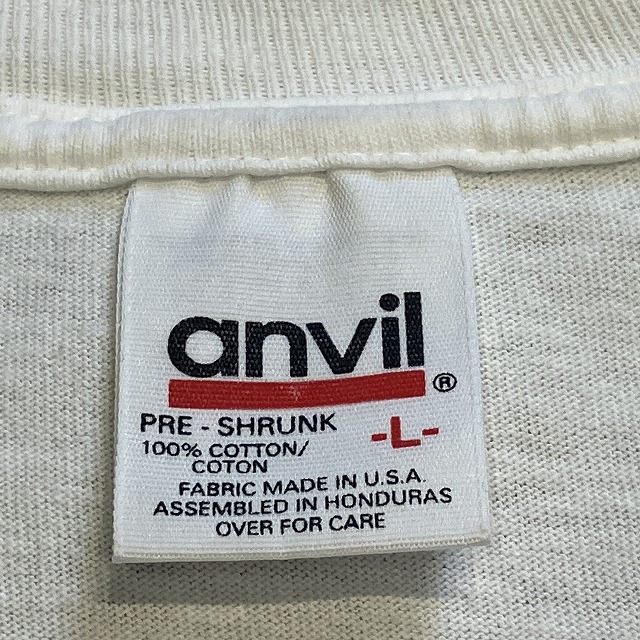 anvil ®
PRE - SHRUNK
-L-
100% COTTON/
COTON
FABRIC MADE IN U.S.A.
ASSEMBLED IN HONDURAS
OVER FOR CARE